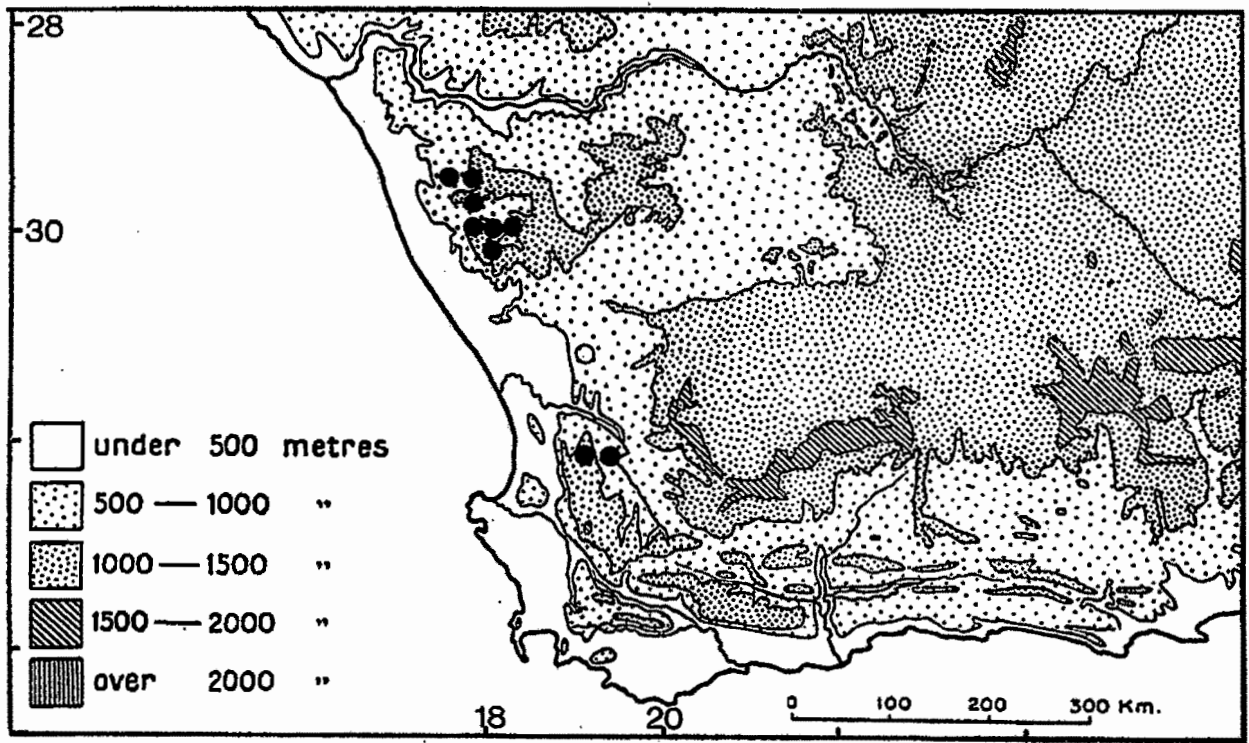 28
30
under 500 metres
500 — 1000 "
1000 — 1500 "
1500 — 2000 "
over 2000 "
18 20
0 100 200 300 Km.